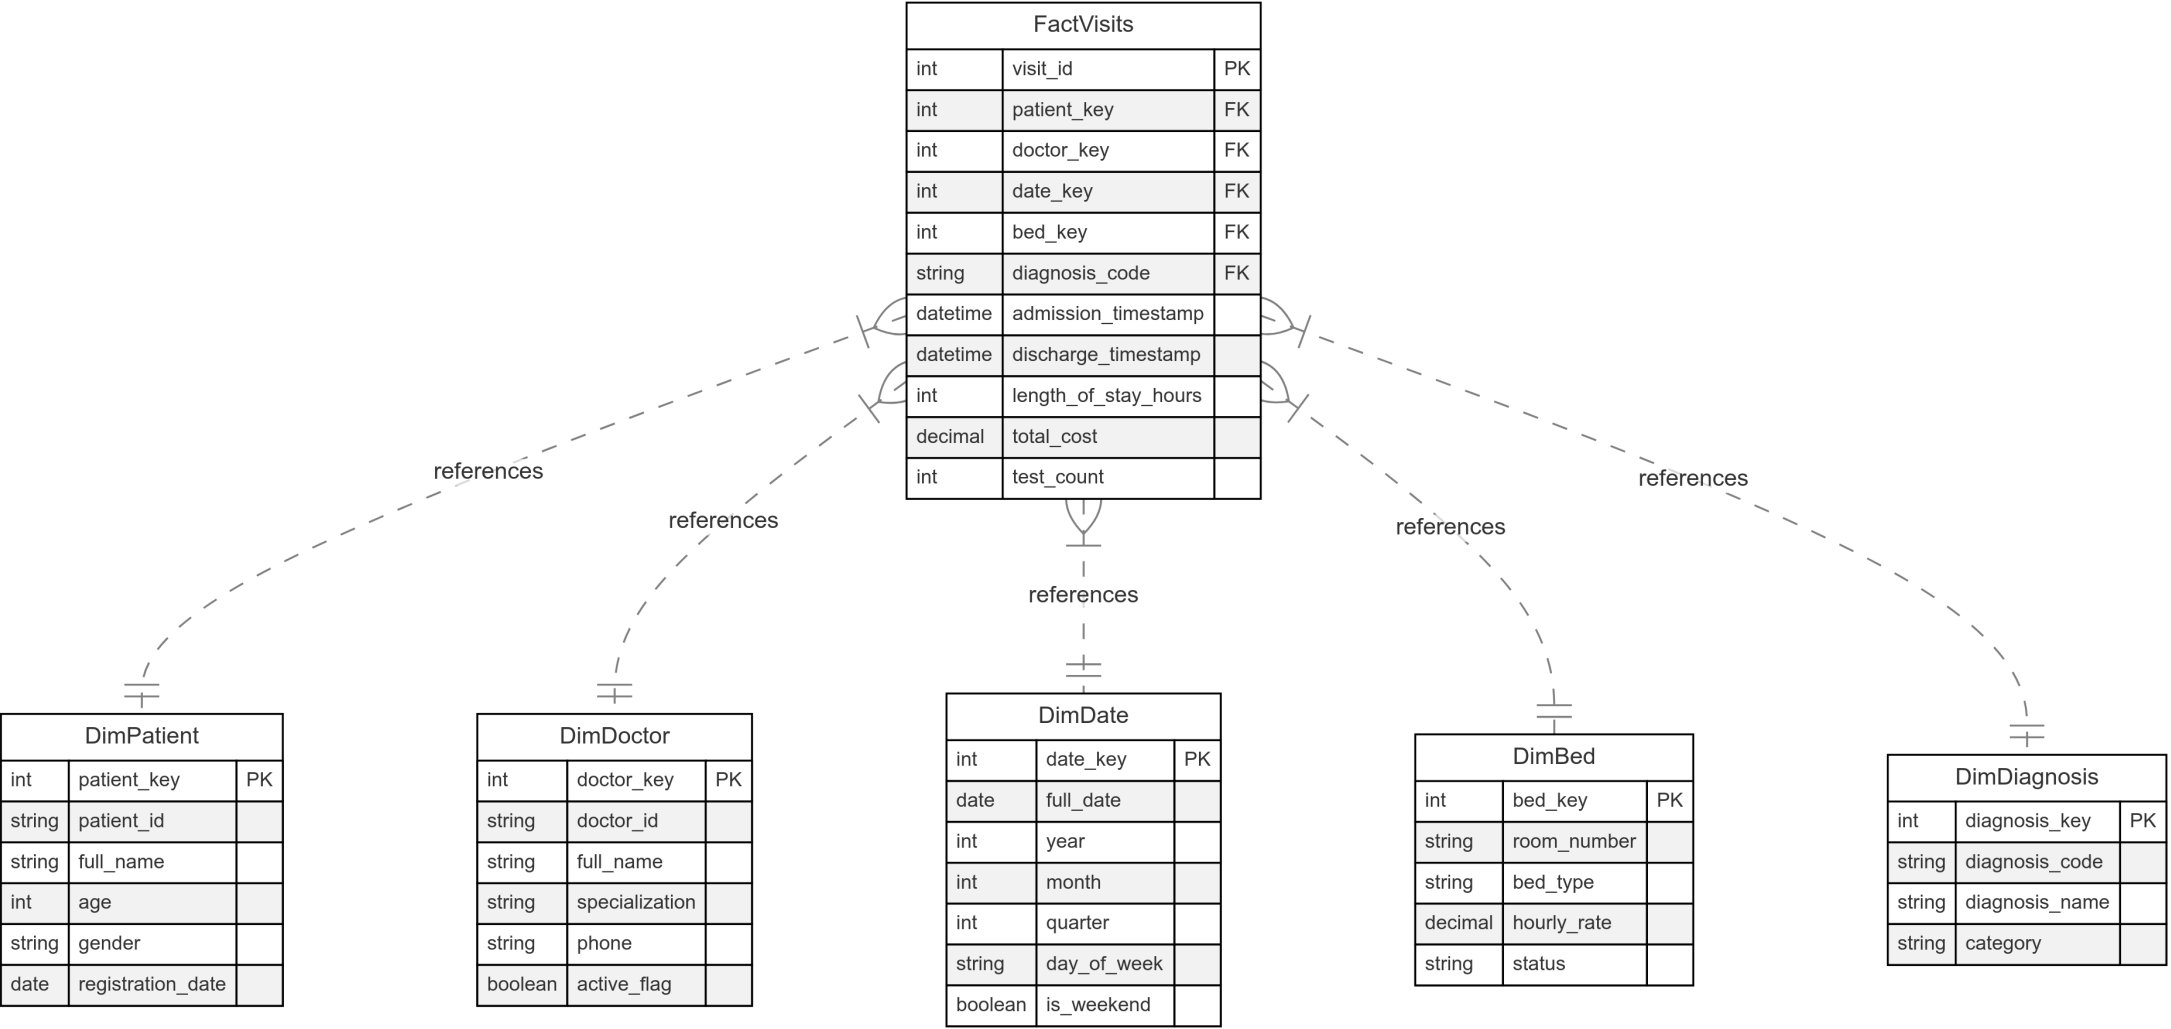 FactVisits
int visit_id PK
int patient_key FK
int doctor_key FK
int date_key FK
int bed_key FK
string diagnosis_code FK
datetime admission_timestamp
datetime discharge_timestamp
int length_of_stay_hours
decimal total_cost
int test_count
references
references
references
references
references
DimPatient
int patient_key PK
string patient_id
string full_name
int age
string gender
date registration_date
DimDoctor
int doctor_key PK
string doctor_id
string full_name
string specialization
string phone
boolean active_flag
DimDate
int date_key PK
date full_date
int year
int month
int quarter
string day_of_week
boolean is_weekend
DimBed
int bed_key PK
string room_number
string bed_type
decimal hourly_rate
string status
DimDiagnosis
int diagnosis_key PK
string diagnosis_code
string diagnosis_name
string category